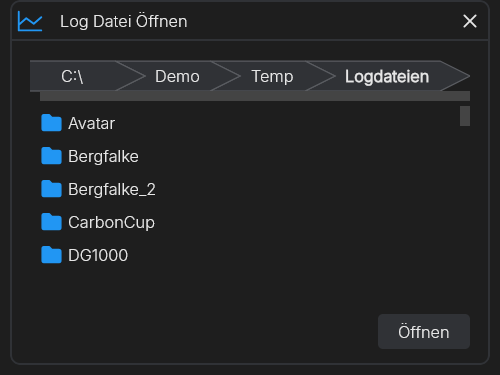 Log Datei Öffnen
C:\ Demo Temp Logdateien
Avatar
Bergfalke
Bergfalke_2
CarbonCup
DG1000
Öffnen